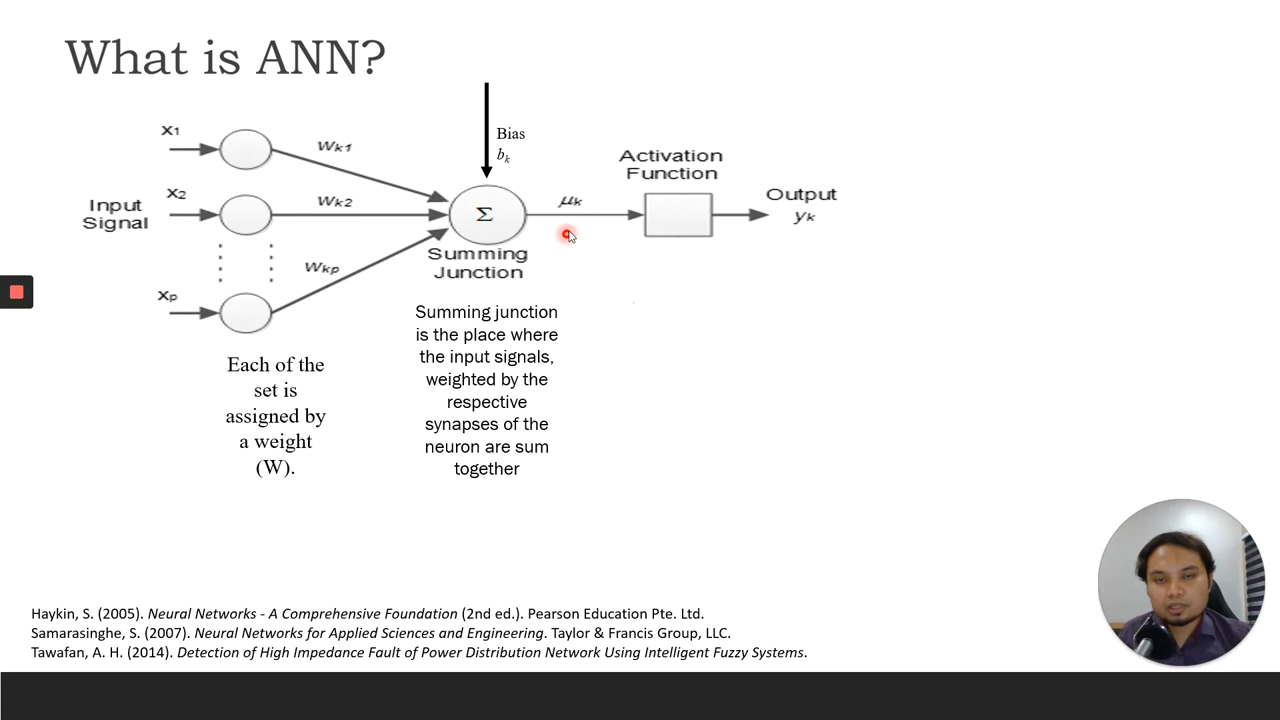 What is ANN?
Bias
bk
x1
Wk1
Activation
Function
x2
Wk2
μk
Output
yk
Input
Signal
Σ
Summing
Junction
Wkp
xp
Summing junction
is the place where
the input signals,
weighted by the
respective
synapses of the
neuron are sum
together
Each of the
set is
assigned by
a weight
(W).
Haykin, S. (2005). Neural Networks - A Comprehensive Foundation (2nd ed.). Pearson Education Pte. Ltd.
Samarasinghe, S. (2007). Neural Networks for Applied Sciences and Engineering. Taylor & Francis Group, LLC.
Tawafan, A. H. (2014). Detection of High Impedance Fault of Power Distribution Network Using Intelligent Fuzzy Systems.